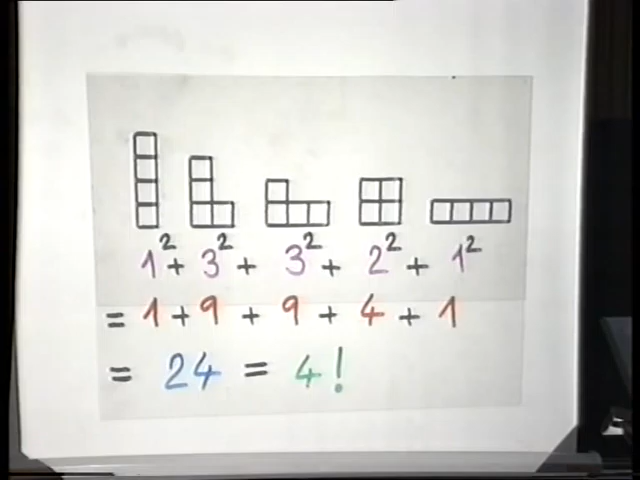 1² + 3² + 3² + 2² + 1²
= 1 + 9 + 9 + 4 + 1
= 24 = 4!